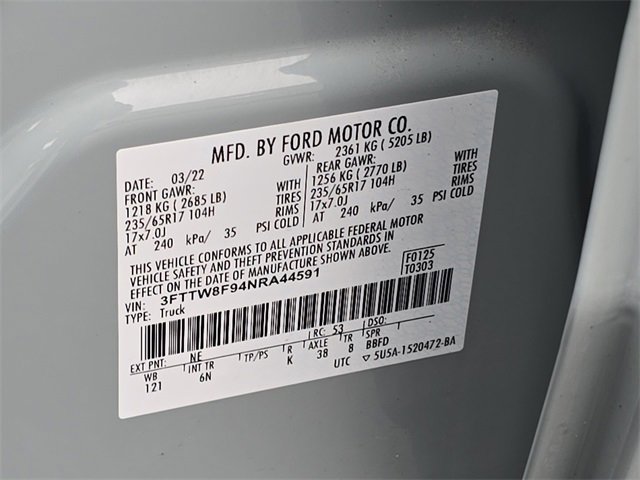 MFD. BY FORD MOTOR CO.
DATE: 03/22 GVWR: 2361 KG ( 5205 LB)
FRONT GAWR: REAR GAWR:
1218 KG ( 2685 LB) WITH 1256 KG ( 2770 LB) WITH
235/65R17 104H TIRES 235/65R17 104H TIRES
17x7.0J RIMS 17x7.0J RIMS
AT 240 kPa/ 35 PSI COLD AT 240 kPa/ 35 PSI COLD
THIS VEHICLE CONFORMS TO ALL APPLICABLE FEDERAL MOTOR
VEHICLE SAFETY AND THEFT PREVENTION STANDARDS IN
EFFECT ON THE DATE OF MANUFACTURE SHOWN ABOVE.
VIN: 3FTTW8F94NRA44591 F0125
TYPE: Truck T0303
EXT PNT: NE RC: 53 DSO:
WB INT TR TP/PS R AXLE TR SPR
121 6N K 3B 8 BBFD
UTC ▽ 5U5A-1520472-BA